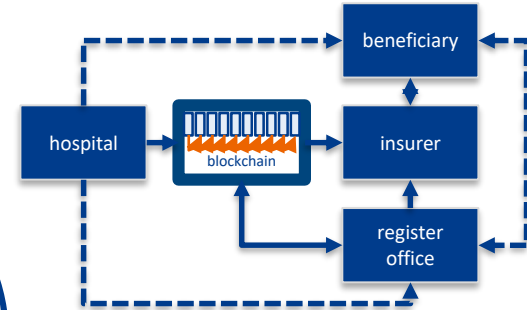 beneficiary
hospital
blockchain
insurer
register
office